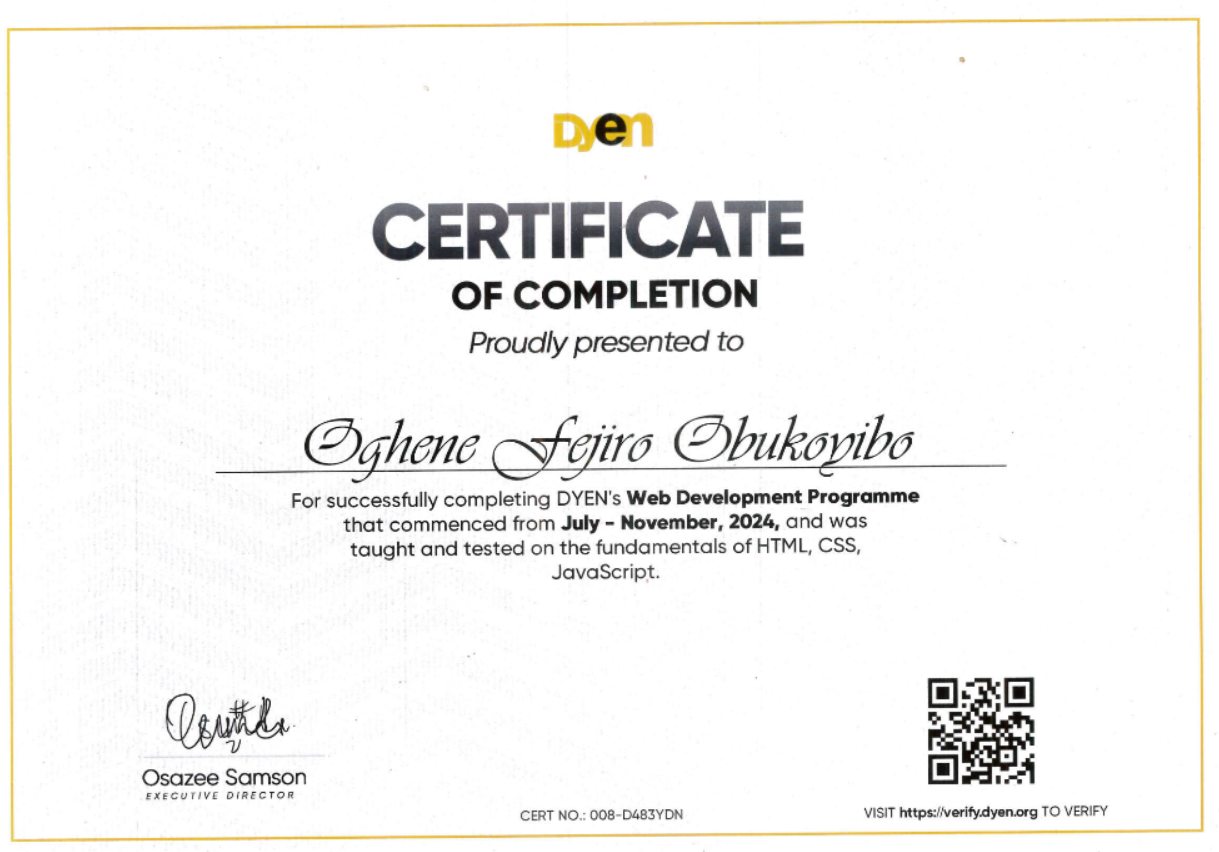 Dyen
CERTIFICATE
OF COMPLETION
Proudly presented to
Oghene Fejiro Obukoyibo
For successfully completing DYEN's Web Development Programme
that commenced from July - November, 2024, and was
taught and tested on the fundamentals of HTML, CSS,
JavaScript.
Osazee Samson
EXECUTIVE DIRECTOR
CERT NO.: 008-D483YDN
VISIT https://verify.dyen.org TO VERIFY